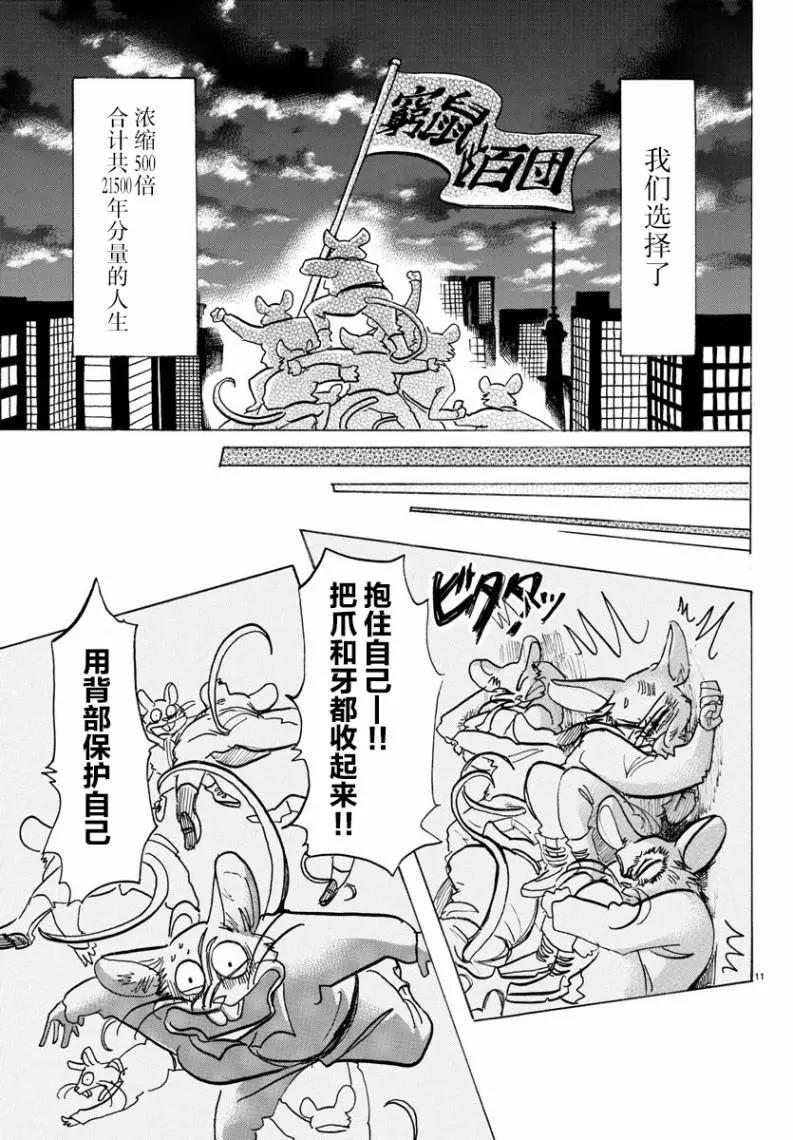 我们选择了
窮鼠
百团
浓缩500倍
合计共
21500年分量的人生
ビタタッ
抱住自己—!!
把爪和牙都收起来!!
用背部保护自己
11